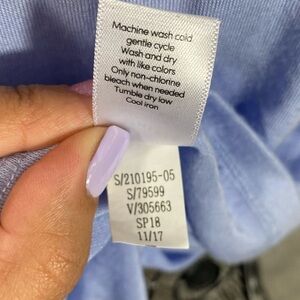 Machine wash cold
gentle cycle
Wash and dry
with like colors
Only non-chlorine
bleach when needed
Tumble dry low
Cool iron
S/210195-05
S/79599
V/305663
SP18
11/17